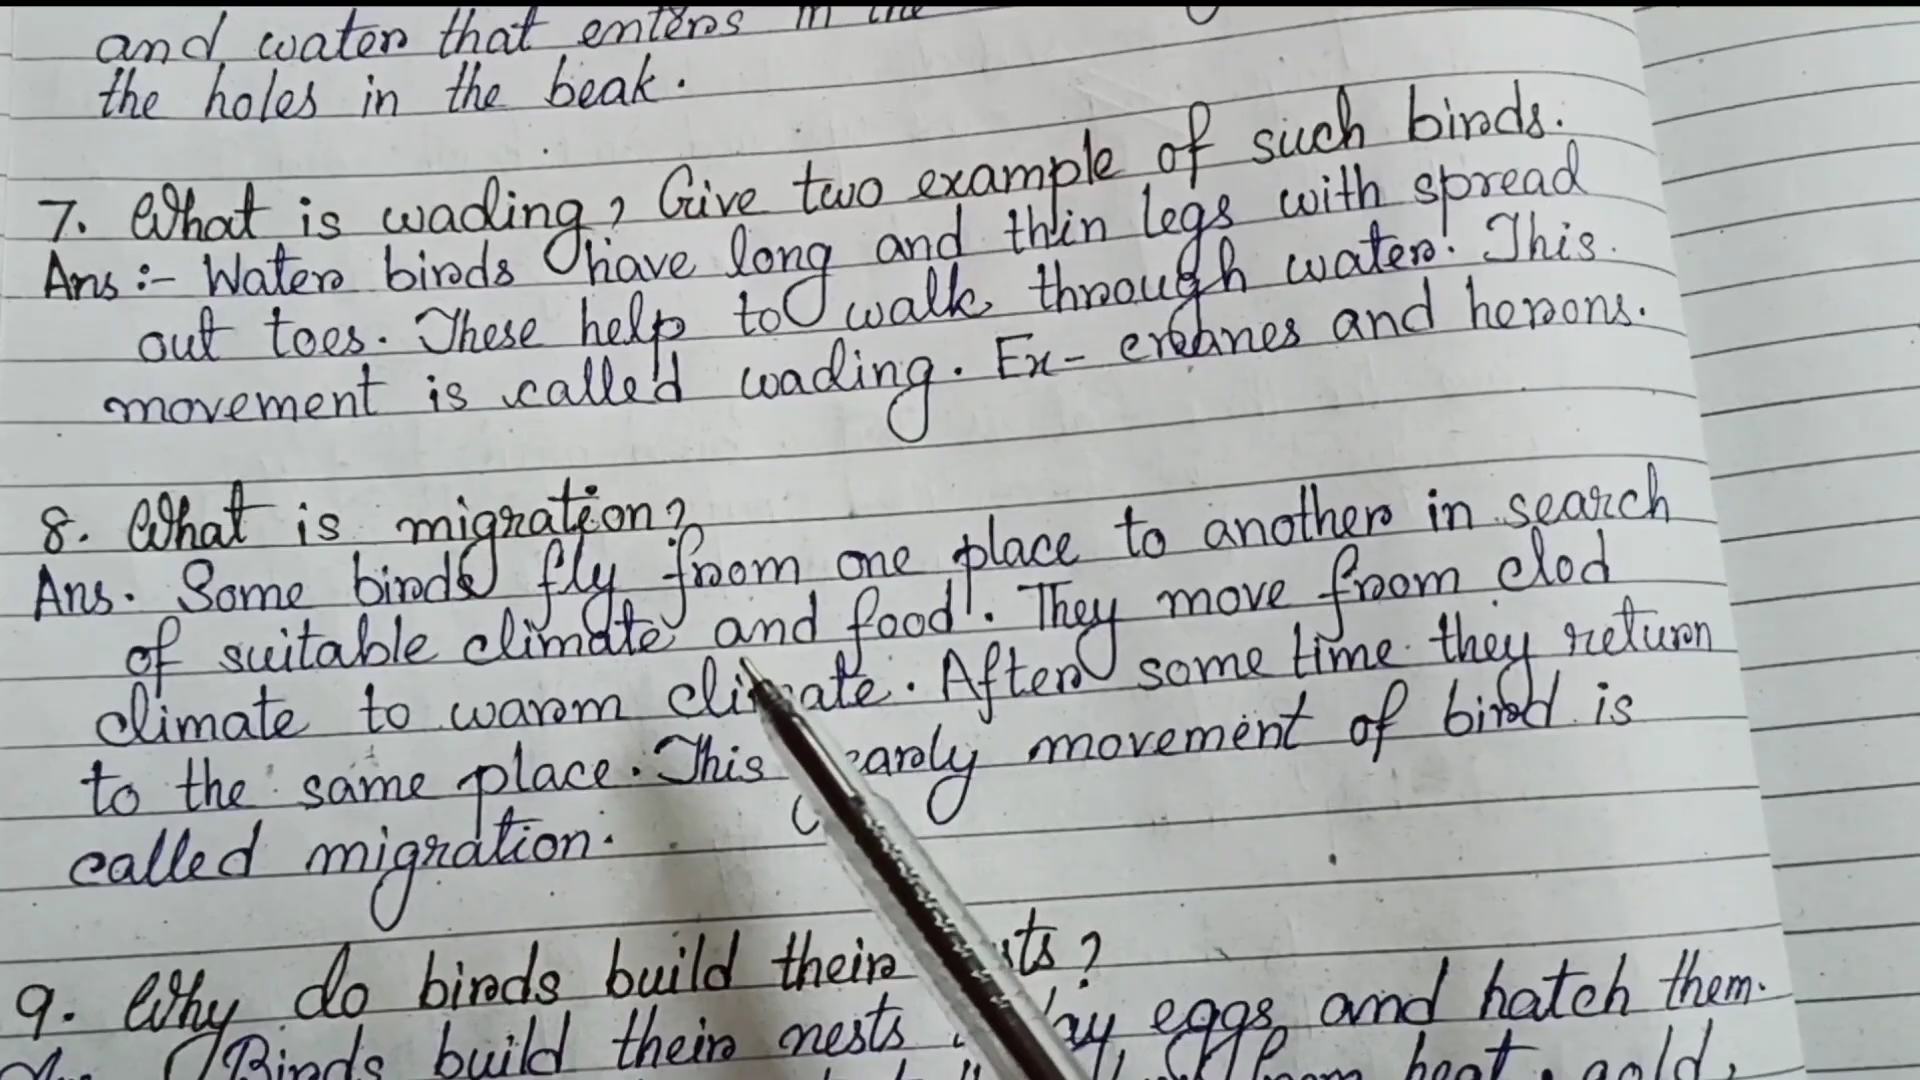 and water that enters in the
the holes in the beak.
7. What is wading? Give two example of such birds.
Ans :- Water birds have long and thin legs with spread
out toes. These help to walk through water. This
movement is called wading. Ex- cranes and herons.
8. What is migration?
Ans. Some birds fly from one place to another in search
of suitable climate and food. They move from clod
climate to warm climate. After some time they return
to the same place. This yearly movement of bird is
called migration.
9. Why do birds build their nests?
Birds build their nests lay eggs and hatch them.
from heat, cold,